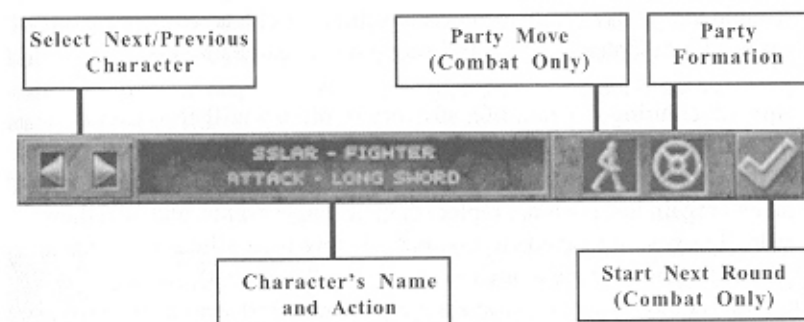 Select Next/Previous
Character
Party Move
(Combat Only)
Party
Formation
SSLAR - FIGHTER
ATTACK - LONG SWORD
Character's Name
and Action
Start Next Round
(Combat Only)